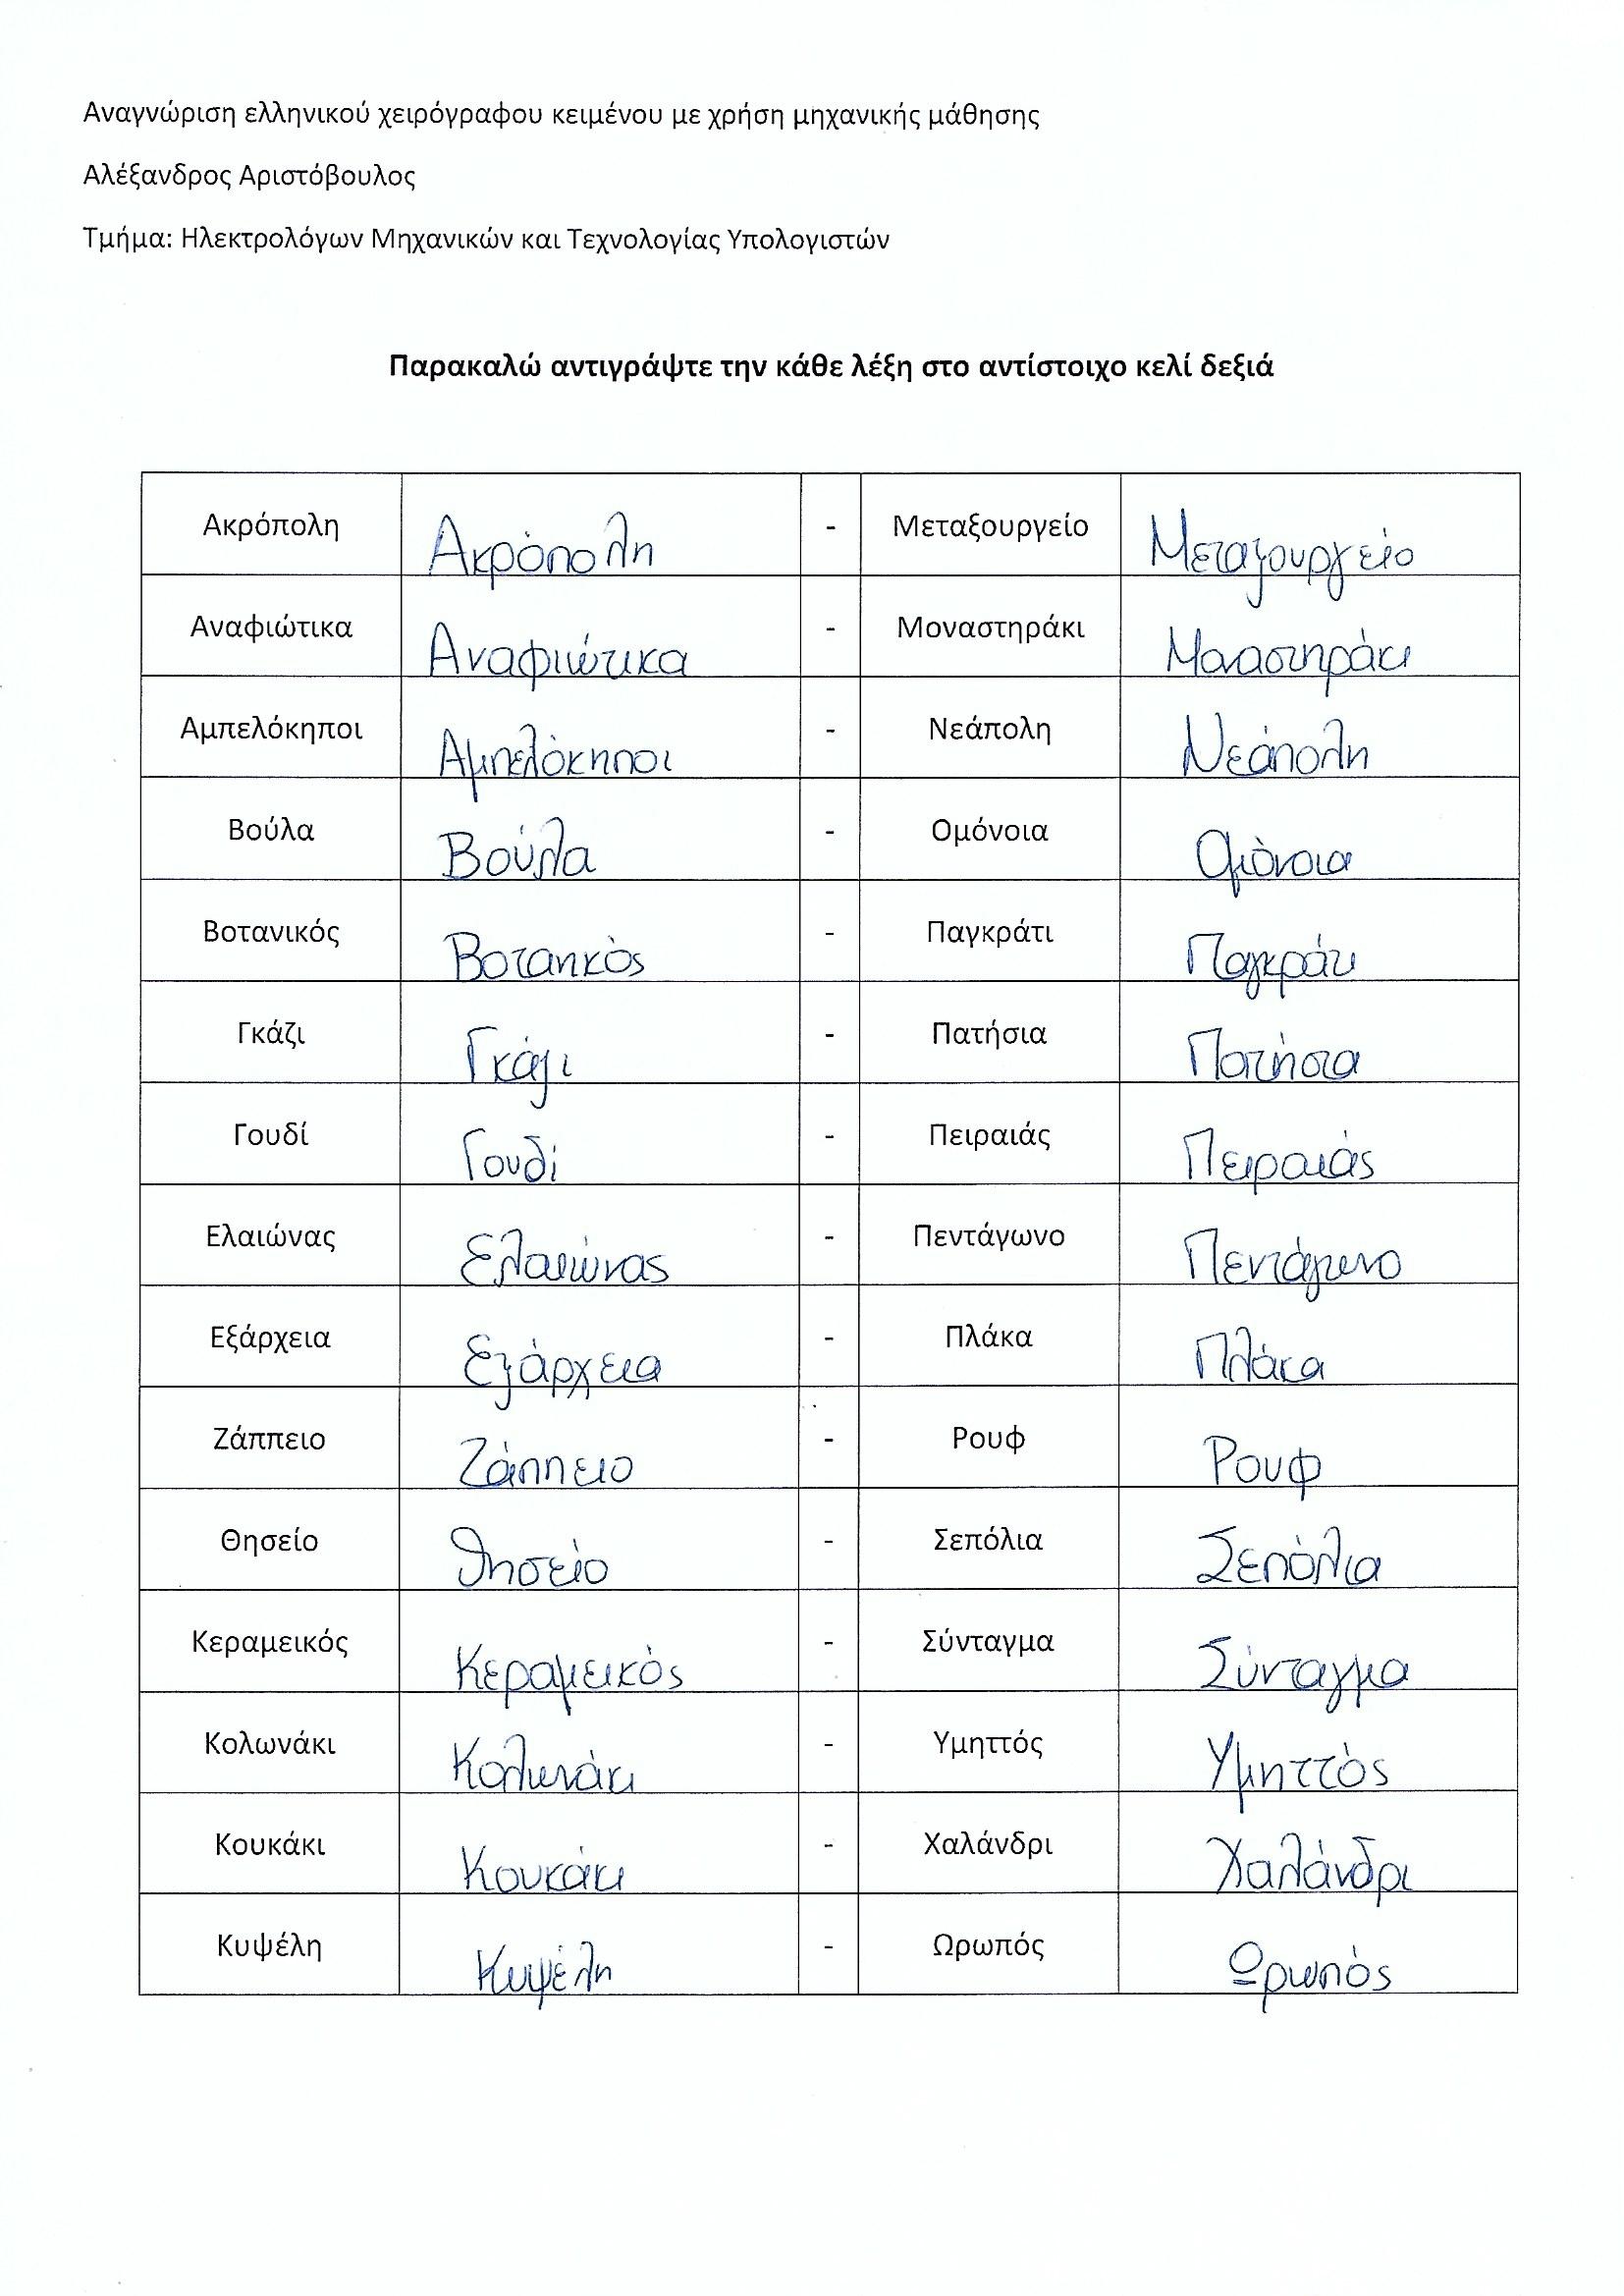 Αναγνώριση ελληνικού χειρόγραφου κειμένου με χρήση μηχανικής μάθησης
Αλέξανδρος Αριστόβουλος
Τμήμα: Ηλεκτρολόγων Μηχανικών και Τεχνολογίας Υπολογιστών
Παρακαλώ αντιγράψτε την κάθε λέξη στο αντίστοιχο κελί δεξιά
Ακρόπολη Ακρόπολη - Μεταξουργείο Μεταξουργείο
Αναφιώτικα Αναφιώτικα - Μοναστηράκι Μοναστηράκι
Αμπελόκηποι Αμπελόκηποι - Νεάπολη Νεάπολη
Βούλα Βούλα - Ομόνοια Ομόνοια
Βοτανικός Βοτανικός - Παγκράτι Παγκράτι
Γκάζι Γκάζι - Πατήσια Πατήσια
Γουδί Γουδί - Πειραιάς Πειραιάς
Ελαιώνας Ελαιώνας - Πεντάγωνο Πεντάγωνο
Εξάρχεια Εξάρχεια - Πλάκα Πλάκα
Ζάππειο Ζάππειο - Ρουφ Ρουφ
Θησείο Θησείο - Σεπόλια Σεπόλια
Κεραμεικός Κεραμεικός - Σύνταγμα Σύνταγμα
Κολωνάκι Κολωνάκι - Υμηττός Υμηττός
Κουκάκι Κουκάκι - Χαλάνδρι Χαλάνδρι
Κυψέλη Κυψέλη - Ωρωπός Ωρωπός